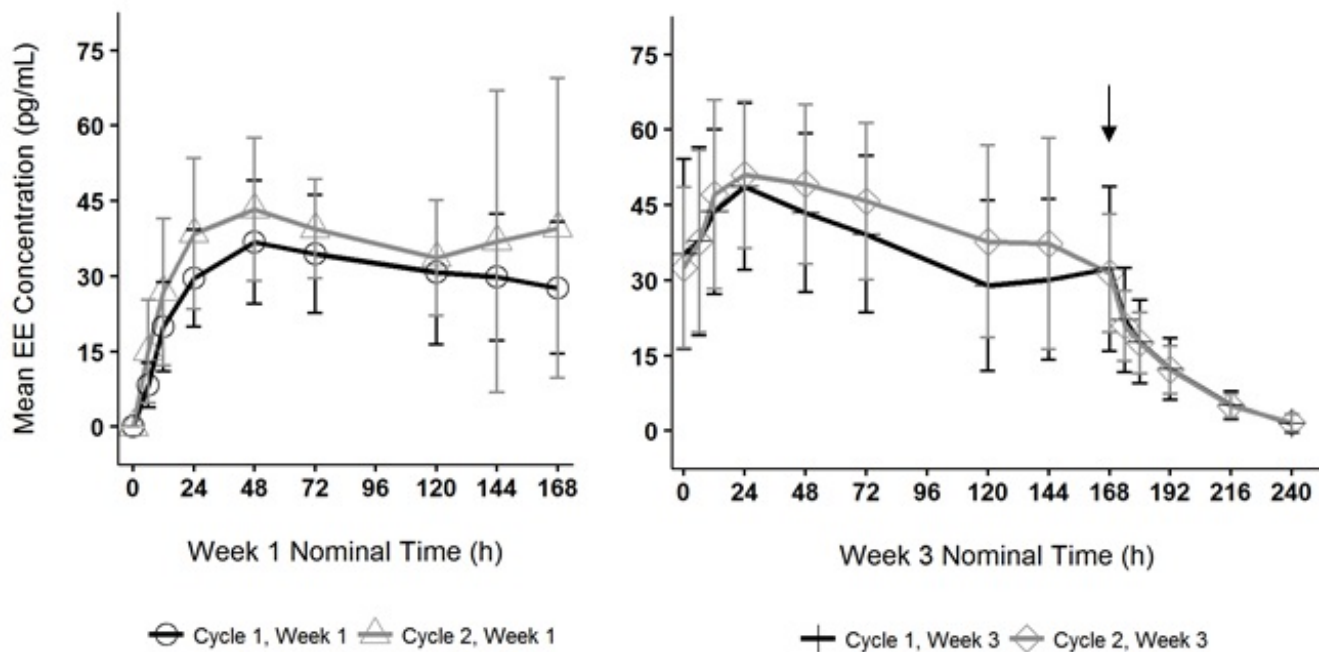 Mean EE Concentration (pg/mL)
75
60
45
30
15
0
0 24 48 72 96 120 144 168
Week 1 Nominal Time (h)
Cycle 1, Week 1 Cycle 2, Week 1
75
60
45
30
15
0
0 24 48 72 96 120 144 168 192 216 240
Week 3 Nominal Time (h)
Cycle 1, Week 3 Cycle 2, Week 3